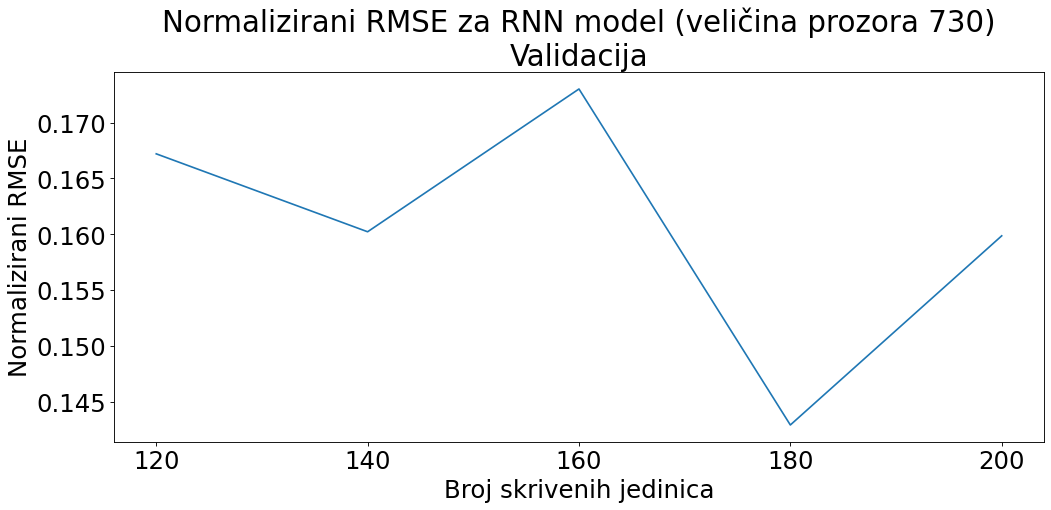 Normalizirani RMSE za RNN model (veličina prozora 730)
Validacija
Normalizirani RMSE
0.170
0.165
0.160
0.155
0.150
0.145
120 140 160 180 200
Broj skrivenih jedinica